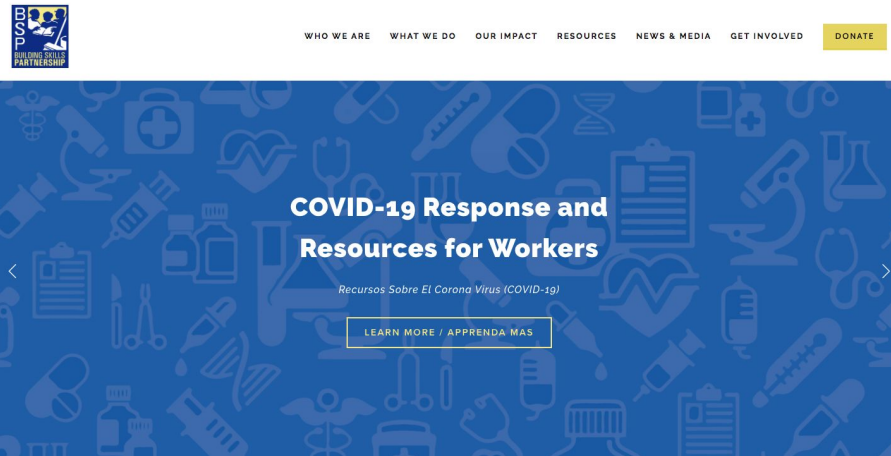 B
S
P
BUILDING SKILLS
PARTNERSHIP
WHO WE ARE
WHAT WE DO
OUR IMPACT
RESOURCES
NEWS & MEDIA
GET INVOLVED
DONATE
COVID-19 Response and
Resources for Workers
Recursos Sobre El Corona Virus (COVID-19)
LEARN MORE / APPRENDA MAS